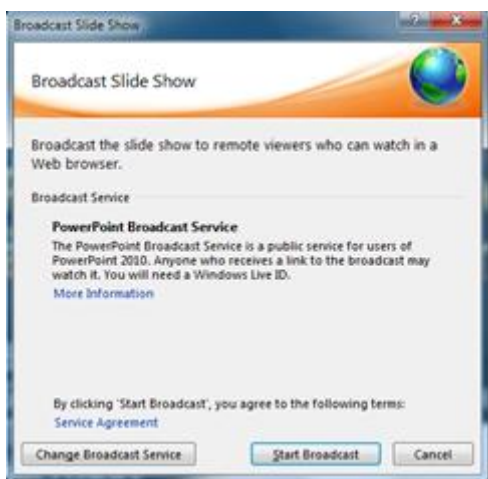 Broadcast Slide Show
Broadcast Slide Show
Broadcast the slide show to remote viewers who can watch in a
Web browser.
Broadcast Service
PowerPoint Broadcast Service
The PowerPoint Broadcast Service is a public service for users of
PowerPoint 2010. Anyone who receives a link to the broadcast may
watch it. You will need a Windows Live ID.
More Information
By clicking 'Start Broadcast', you agree to the following terms:
Service Agreement
Change Broadcast Service Start Broadcast Cancel